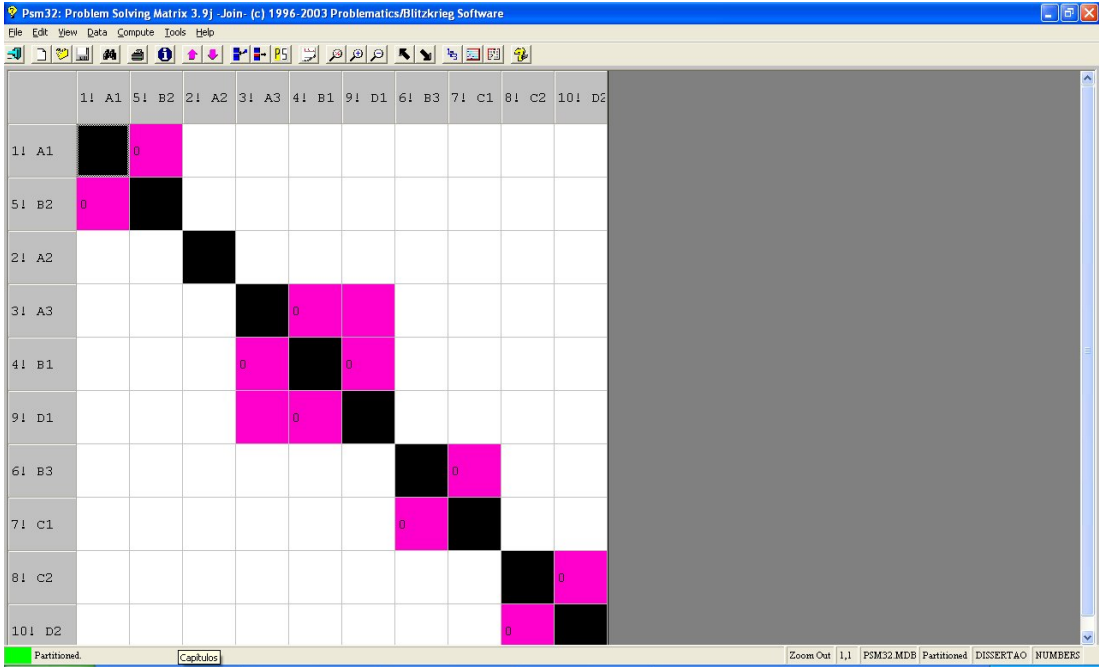 Psm32: Problem Solving Matrix 3.9j -Join- (c) 1996-2003 Problematics/Blitzkrieg Software
File Edit View Data Compute Tools Help
PS
1! A1 5! B2 2! A2 3! A3 4! B1 9! D1 6! B3 7! C1 8! C2 10! D2
1! A1 0
5! B2 0
2! A2
3! A3 0
4! B1 0 0
9! D1 0
6! B3 0
7! C1 0
8! C2 0
10! D2 0
Partitioned. Capítulos Zoom Out 1,1 PSM32.MDB Partitioned DISSERTAO NUMBERS